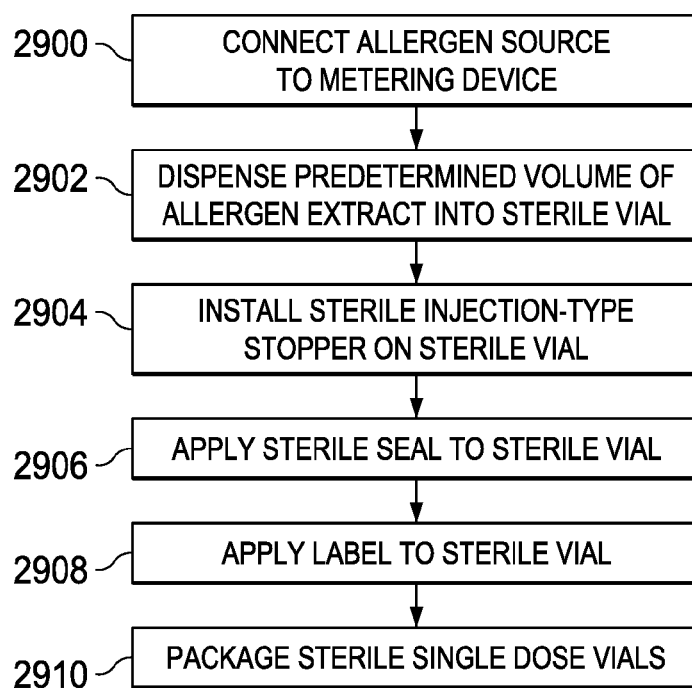 2900
CONNECT ALLERGEN SOURCE
TO METERING DEVICE
2902
DISPENSE PREDETERMINED VOLUME OF
ALLERGEN EXTRACT INTO STERILE VIAL
2904
INSTALL STERILE INJECTION-TYPE
STOPPER ON STERILE VIAL
2906
APPLY STERILE SEAL TO STERILE VIAL
2908
APPLY LABEL TO STERILE VIAL
2910
PACKAGE STERILE SINGLE DOSE VIALS